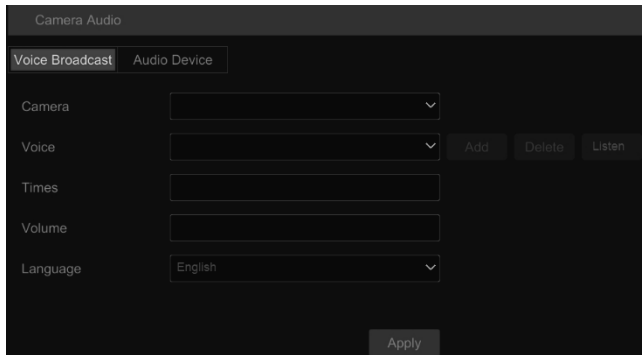 Camera Audio
Voice Broadcast Audio Device
Camera
Voice Add Delete Listen
Times
Volume
Language English
Apply